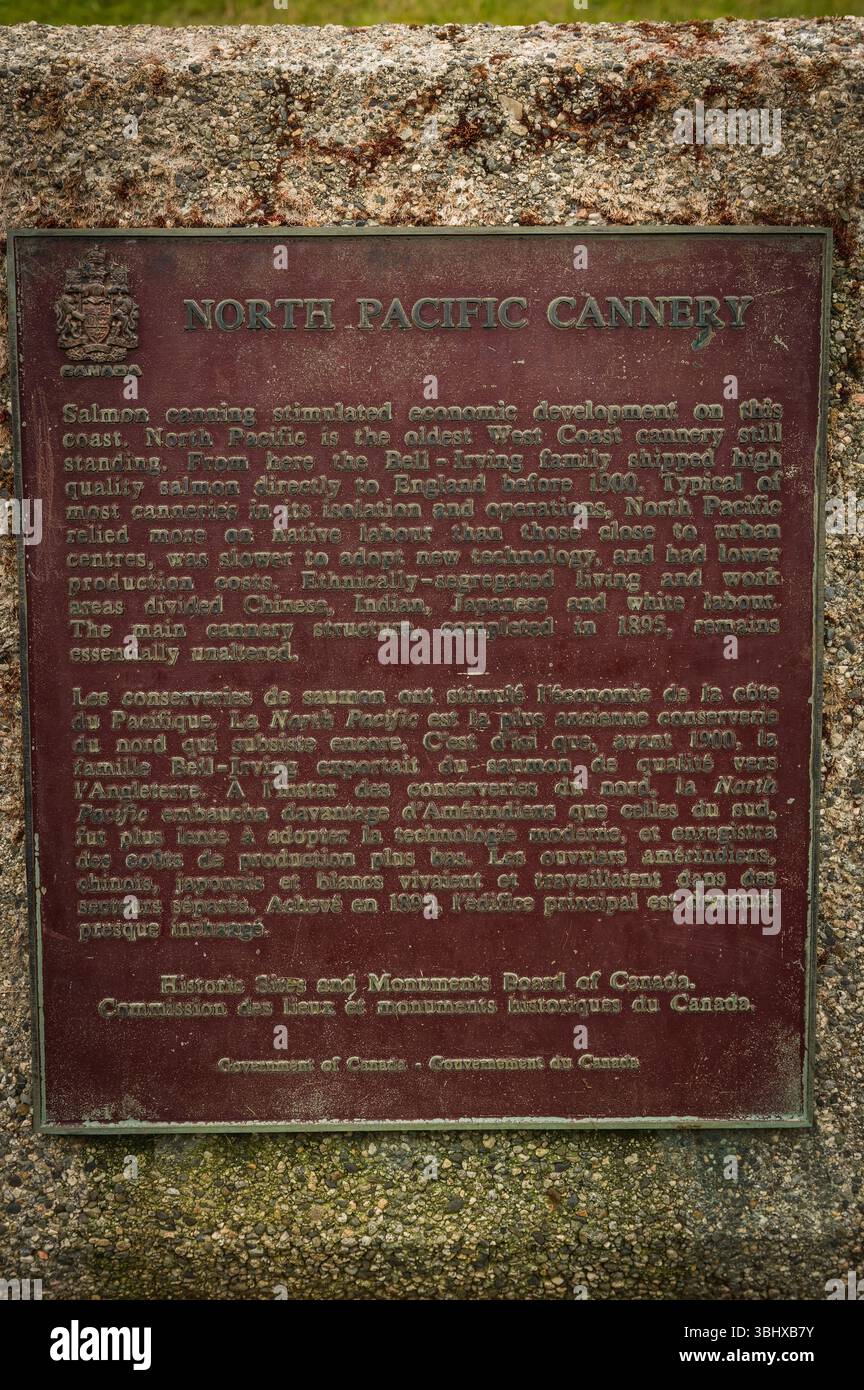 CANADA
NORTH PACIFIC CANNERY
Salmon canning stimulated economic development on this
coast. North Pacific is the oldest West Coast cannery still
standing. From here the Bell-Irving family shipped high
quality salmon directly to England before 1900. Typical of
most canneries in its isolation and operations, North Pacific
relied more on native labour than those close to urban
centres, was slower to adopt new technology, and had lower
production costs. Ethnically-segregated living and work
areas divided Chinese, Indian, Japanese and white labour.
The main cannery structure, completed in 1895, remains
essentially unaltered.
Les conserveries de saumon ont stimulé l'économie de la côte
du Pacifique. La North Pacific est la plus ancienne conserverie
du nord qui subsiste encore. C'est d'ici que, avant 1900, la
famille Bell-Irving exportait du saumon de qualité vers
l'Angleterre. À l'instar des conserveries du nord, la North
Pacific embaucha davantage d'Amérindiens que celles du sud,
fut plus lente à adopter la technologie moderne, et enregistra
des coûts de production plus bas. Les ouvriers amérindiens,
chinois, japonais et blancs vivaient et travaillaient dans des
secteurs séparés. Achevé en l'édifice principal est demeuré
presque inchangé.
Historic Sites and Monuments Board of Canada.
Commission des lieux et monuments historiques du Canada.
Government of Canada - Gouvernement du Canada
alamy
Image ID: 3BHXB7Y
www.alamy.com